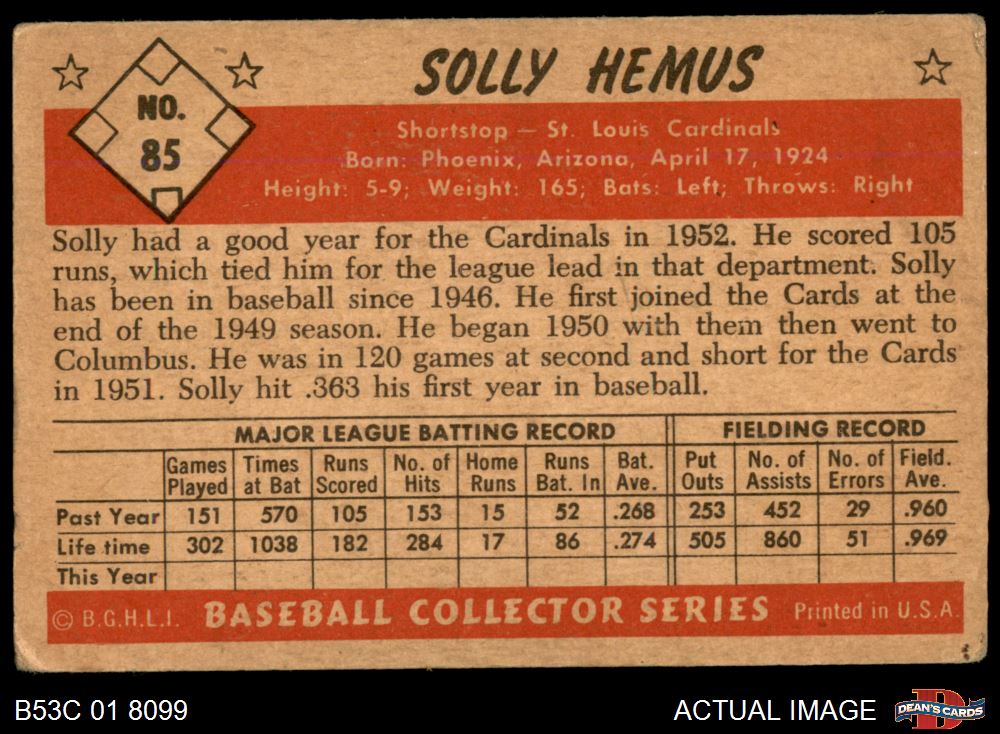 SOLLY HEMUS
NO.
85
Shortstop — St. Louis Cardinals
Born: Phoenix, Arizona, April 17, 1924
Height: 5-9; Weight: 165; Bats: Left; Throws: Right
Solly had a good year for the Cardinals in 1952. He scored 105
runs, which tied him for the league lead in that department. Solly
has been in baseball since 1946. He first joined the Cards at the
end of the 1949 season. He began 1950 with them then went to
Columbus. He was in 120 games at second and short for the Cards
in 1951. Solly hit .363 his first year in baseball.
MAJOR LEAGUE BATTING RECORD FIELDING RECORD
Games Times Runs No. of Home Runs Bat. Put No. of No. of Field.
Played at Bat Scored Hits Runs Bat. In Ave. Outs Assists Errors Ave.
Past Year 151 570 105 153 15 52 .268 253 452 29 .960
Life time 302 1038 182 284 17 86 .274 505 860 51 .969
This Year
© B.G.H.L.I. BASEBALL COLLECTOR SERIES Printed in U.S.A.
B53C 01 8099 ACTUAL IMAGE DEAN'S CARDS